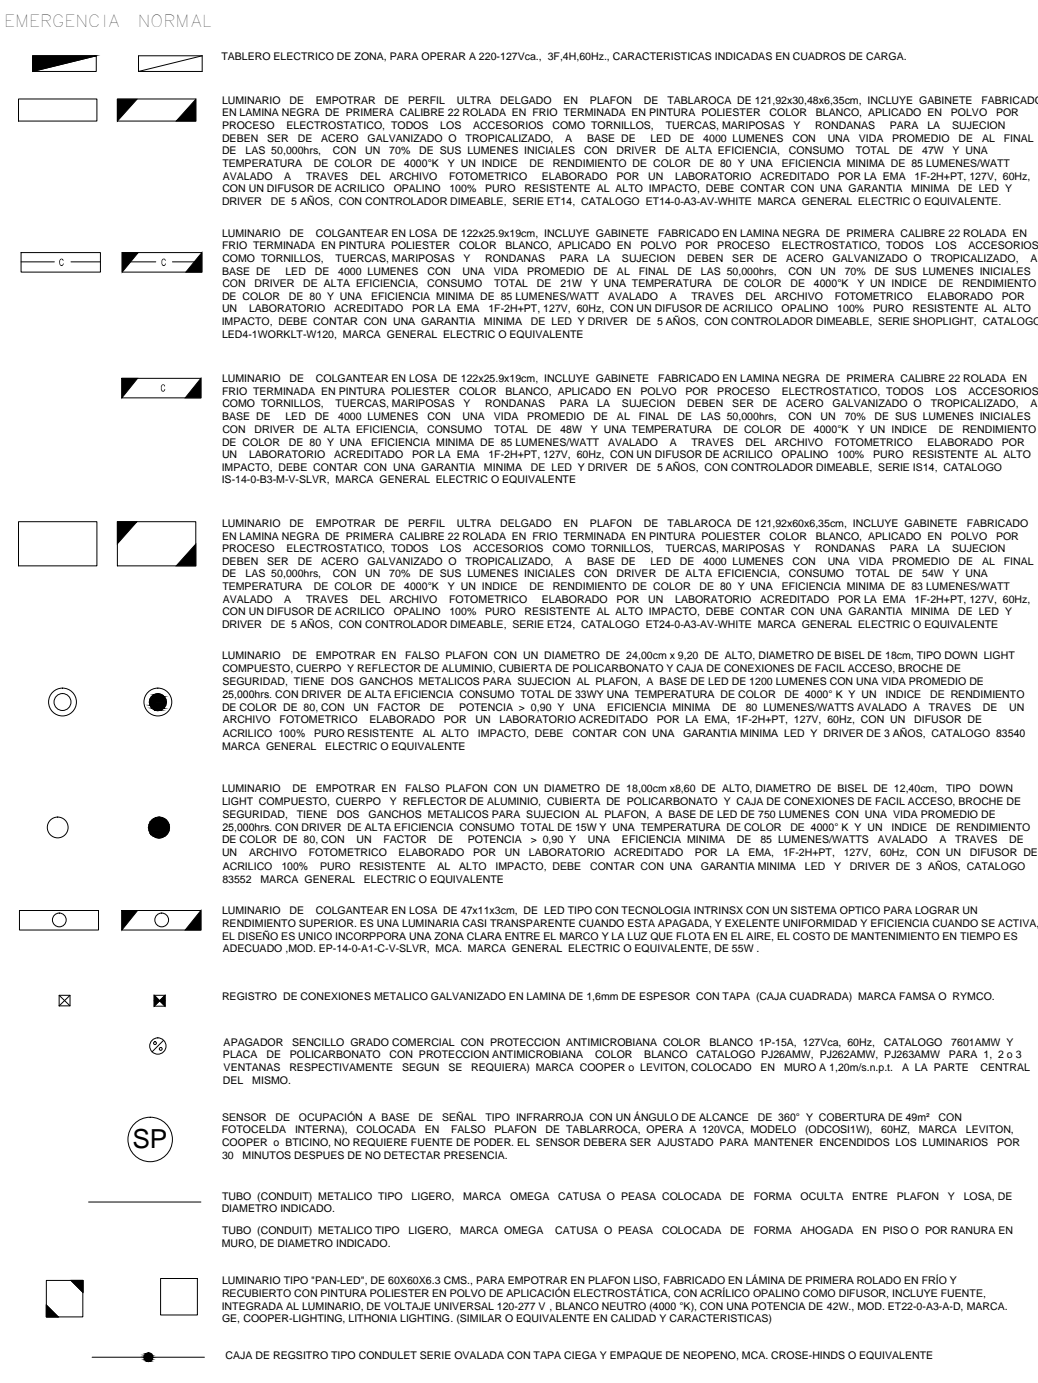 EMERGENCIA NORMAL
TABLERO ELECTRICO DE ZONA, PARA OPERAR A 220-127Vca., 3F,4H,60Hz., CARACTERISTICAS INDICADAS EN CUADROS DE CARGA.
LUMINARIO DE EMPOTRAR DE PERFIL ULTRA DELGADO EN PLAFON DE TABLAROCA DE 121,92x30,48x6,35cm, INCLUYE GABINETE FABRICADO
EN LAMINA NEGRA DE PRIMERA CALIBRE 22 ROLADA EN FRIO TERMINADA EN PINTURA POLIESTER COLOR BLANCO, APLICADO EN POLVO POR
PROCESO ELECTROSTATICO, TODOS LOS ACCESORIOS COMO TORNILLOS, TUERCAS, MARIPOSAS Y RONDANAS PARA LA SUJECION
DEBEN SER DE ACERO GALVANIZADO O TROPICALIZADO, A BASE DE LED DE 4000 LUMENES CON UNA VIDA PROMEDIO DE AL FINAL
DE LAS 50,000hrs, CON UN 70% DE SUS LUMENES INICIALES CON DRIVER DE ALTA EFICIENCIA, CONSUMO TOTAL DE 47W Y UNA
TEMPERATURA DE COLOR DE 4000°K Y UN INDICE DE RENDIMIENTO DE COLOR DE 80 Y UNA EFICIENCIA MINIMA DE 85 LUMENES/WATT
AVALADO A TRAVES DEL ARCHIVO FOTOMETRICO ELABORADO POR UN LABORATORIO ACREDITADO POR LA EMA 1F-2H+PT, 127V, 60Hz,
CON UN DIFUSOR DE ACRILICO OPALINO 100% PURO RESISTENTE AL ALTO IMPACTO, DEBE CONTAR CON UNA GARANTIA MINIMA DE LED Y
DRIVER DE 5 AÑOS, CON CONTROLADOR DIMEABLE, SERIE ET14, CATALOGO ET14-0-A3-AV-WHITE MARCA GENERAL ELECTRIC O EQUIVALENTE.
LUMINARIO DE COLGANTEAR EN LOSA DE 122x25.9x19cm, INCLUYE GABINETE FABRICADO EN LAMINA NEGRA DE PRIMERA CALIBRE 22 ROLADA EN
C C FRIO TERMINADA EN PINTURA POLIESTER COLOR BLANCO, APLICADO EN POLVO POR PROCESO ELECTROSTATICO, TODOS LOS ACCESORIOS
COMO TORNILLOS, TUERCAS, MARIPOSAS Y RONDANAS PARA LA SUJECION DEBEN SER DE ACERO GALVANIZADO O TROPICALIZADO, A
BASE DE LED DE 4000 LUMENES CON UNA VIDA PROMEDIO DE AL FINAL DE LAS 50,000hrs, CON UN 70% DE SUS LUMENES INICIALES
CON DRIVER DE ALTA EFICIENCIA, CONSUMO TOTAL DE 21W Y UNA TEMPERATURA DE COLOR DE 4000°K Y UN INDICE DE RENDIMIENTO
DE COLOR DE 80 Y UNA EFICIENCIA MINIMA DE 85 LUMENES/WATT AVALADO A TRAVES DEL ARCHIVO FOTOMETRICO ELABORADO POR
UN LABORATORIO ACREDITADO POR LA EMA 1F-2H+PT, 127V, 60Hz, CON UN DIFUSOR DE ACRILICO OPALINO 100% PURO RESISTENTE AL ALTO
IMPACTO, DEBE CONTAR CON UNA GARANTIA MINIMA DE LED Y DRIVER DE 5 AÑOS, CON CONTROLADOR DIMEABLE, SERIE SHOPLIGHT, CATALOGO
LED4-1WORKLT-W120, MARCA GENERAL ELECTRIC O EQUIVALENTE
LUMINARIO DE COLGANTEAR EN LOSA DE 122x25.9x19cm, INCLUYE GABINETE FABRICADO EN LAMINA NEGRA DE PRIMERA CALIBRE 22 ROLADA EN
C FRIO TERMINADA EN PINTURA POLIESTER COLOR BLANCO, APLICADO EN POLVO POR PROCESO ELECTROSTATICO, TODOS LOS ACCESORIOS
COMO TORNILLOS, TUERCAS, MARIPOSAS Y RONDANAS PARA LA SUJECION DEBEN SER DE ACERO GALVANIZADO O TROPICALIZADO, A
BASE DE LED DE 4000 LUMENES CON UNA VIDA PROMEDIO DE AL FINAL DE LAS 50,000hrs, CON UN 70% DE SUS LUMENES INICIALES
CON DRIVER DE ALTA EFICIENCIA, CONSUMO TOTAL DE 48W Y UNA TEMPERATURA DE COLOR DE 4000°K Y UN INDICE DE RENDIMIENTO
DE COLOR DE 80 Y UNA EFICIENCIA MINIMA DE 85 LUMENES/WATT AVALADO A TRAVES DEL ARCHIVO FOTOMETRICO ELABORADO POR
UN LABORATORIO ACREDITADO POR LA EMA 1F-2H+PT, 127V, 60Hz, CON UN DIFUSOR DE ACRILICO OPALINO 100% PURO RESISTENTE AL ALTO
IMPACTO, DEBE CONTAR CON UNA GARANTIA MINIMA DE LED Y DRIVER DE 5 AÑOS, CON CONTROLADOR DIMEABLE, SERIE IS14, CATALOGO
IS-14-0-B3-M-V-SLVR, MARCA GENERAL ELECTRIC O EQUIVALENTE
LUMINARIO DE EMPOTRAR DE PERFIL ULTRA DELGADO EN PLAFON DE TABLAROCA DE 121,92x60x6,35cm, INCLUYE GABINETE FABRICADO
EN LAMINA NEGRA DE PRIMERA CALIBRE 22 ROLADA EN FRIO TERMINADA EN PINTURA POLIESTER COLOR BLANCO, APLICADO EN POLVO POR
PROCESO ELECTROSTATICO, TODOS LOS ACCESORIOS COMO TORNILLOS, TUERCAS, MARIPOSAS Y RONDANAS PARA LA SUJECION
DEBEN SER DE ACERO GALVANIZADO O TROPICALIZADO, A BASE DE LED DE 4000 LUMENES CON UNA VIDA PROMEDIO DE AL FINAL
DE LAS 50,000hrs, CON UN 70% DE SUS LUMENES INICIALES CON DRIVER DE ALTA EFICIENCIA, CONSUMO TOTAL DE 54W Y UNA
TEMPERATURA DE COLOR DE 4000°K Y UN INDICE DE RENDIMIENTO DE COLOR DE 80 Y UNA EFICIENCIA MINIMA DE 83 LUMENES/WATT
AVALADO A TRAVES DEL ARCHIVO FOTOMETRICO ELABORADO POR UN LABORATORIO ACREDITADO POR LA EMA 1F-2H+PT, 127V, 60Hz,
CON UN DIFUSOR DE ACRILICO OPALINO 100% PURO RESISTENTE AL ALTO IMPACTO, DEBE CONTAR CON UNA GARANTIA MINIMA DE LED Y
DRIVER DE 5 AÑOS, CON CONTROLADOR DIMEABLE, SERIE ET24, CATALOGO ET24-0-A3-AV-WHITE MARCA GENERAL ELECTRIC O EQUIVALENTE
LUMINARIO DE EMPOTRAR EN FALSO PLAFON CON UN DIAMETRO DE 24,00cm x 9,20 DE ALTO, DIAMETRO DE BISEL DE 18cm, TIPO DOWN LIGHT
COMPUESTO, CUERPO Y REFLECTOR DE ALUMINIO, CUBIERTA DE POLICARBONATO Y CAJA DE CONEXIONES DE FACIL ACCESO, BROCHE DE
SEGURIDAD, TIENE DOS GANCHOS METALICOS PARA SUJECION AL PLAFON, A BASE DE LED DE 1200 LUMENES CON UNA VIDA PROMEDIO DE
25,000hrs. CON DRIVER DE ALTA EFICIENCIA CONSUMO TOTAL DE 33WY UNA TEMPERATURA DE COLOR DE 4000° K Y UN INDICE DE RENDIMIENTO
DE COLOR DE 80, CON UN FACTOR DE POTENCIA > 0,90 Y UNA EFICIENCIA MINIMA DE 80 LUMENES/WATTS AVALADO A TRAVES DE UN
ARCHIVO FOTOMETRICO ELABORADO POR UN LABORATORIO ACREDITADO POR LA EMA, 1F-2H+PT, 127V, 60Hz, CON UN DIFUSOR DE
ACRILICO 100% PURO RESISTENTE AL ALTO IMPACTO, DEBE CONTAR CON UNA GARANTIA MINIMA LED Y DRIVER DE 3 AÑOS, CATALOGO 83540
MARCA GENERAL ELECTRIC O EQUIVALENTE
LUMINARIO DE EMPOTRAR EN FALSO PLAFON CON UN DIAMETRO DE 18,00cm x8,60 DE ALTO, DIAMETRO DE BISEL DE 12,40cm, TIPO DOWN
LIGHT COMPUESTO, CUERPO Y REFLECTOR DE ALUMINIO, CUBIERTA DE POLICARBONATO Y CAJA DE CONEXIONES DE FACIL ACCESO, BROCHE DE
SEGURIDAD, TIENE DOS GANCHOS METALICOS PARA SUJECION AL PLAFON, A BASE DE LED DE 750 LUMENES CON UNA VIDA PROMEDIO DE
25,000hrs. CON DRIVER DE ALTA EFICIENCIA CONSUMO TOTAL DE 15W Y UNA TEMPERATURA DE COLOR DE 4000° K Y UN INDICE DE RENDIMIENTO
DE COLOR DE 80, CON UN FACTOR DE POTENCIA > 0,90 Y UNA EFICIENCIA MINIMA DE 85 LUMENES/WATTS AVALADO A TRAVES DE
UN ARCHIVO FOTOMETRICO ELABORADO POR UN LABORATORIO ACREDITADO POR LA EMA, 1F-2H+PT, 127V, 60Hz, CON UN DIFUSOR DE
ACRILICO 100% PURO RESISTENTE AL ALTO IMPACTO, DEBE CONTAR CON UNA GARANTIA MINIMA LED Y DRIVER DE 3 AÑOS, CATALOGO
83552 MARCA GENERAL ELECTRIC O EQUIVALENTE
LUMINARIO DE COLGANTEAR EN LOSA DE 47x11x3cm, DE LED TIPO CON TECNOLOGIA INTRINSX CON UN SISTEMA OPTICO PARA LOGRAR UN
RENDIMIENTO SUPERIOR. ES UNA LUMINARIA CASI TRANSPARENTE CUANDO ESTA APAGADA, Y EXELENTE UNIFORMIDAD Y EFICIENCIA CUANDO SE ACTIVA,
EL DISEÑO ES UNICO INCORPPORA UNA ZONA CLARA ENTRE EL MARCO Y LA LUZ QUE FLOTA EN EL AIRE, EL COSTO DE MANTENIMIENTO EN TIEMPO ES
ADECUADO ,MOD. EP-14-0-A1-C-V-SLVR, MCA. MARCA GENERAL ELECTRIC O EQUIVALENTE, DE 55W .
REGISTRO DE CONEXIONES METALICO GALVANIZADO EN LAMINA DE 1,6mm DE ESPESOR CON TAPA (CAJA CUADRADA) MARCA FAMSA O RYMCO.
APAGADOR SENCILLO GRADO COMERCIAL CON PROTECCION ANTIMICROBIANA COLOR BLANCO 1P-15A, 127Vca, 60Hz, CATALOGO 7601AMW Y
PLACA DE POLICARBONATO CON PROTECCION ANTIMICROBIANA COLOR BLANCO CATALOGO PJ26AMW, PJ262AMW, PJ263AMW PARA 1, 2 o 3
VENTANAS RESPECTIVAMENTE SEGUN SE REQUIERA) MARCA COOPER o LEVITON, COLOCADO EN MURO A 1,20m/s.n.p.t. A LA PARTE CENTRAL
DEL MISMO.
SENSOR DE OCUPACIÓN A BASE DE SEÑAL TIPO INFRARROJA CON UN ÁNGULO DE ALCANCE DE 360° Y COBERTURA DE 49m² CON
SP FOTOCELDA INTERNA), COLOCADA EN FALSO PLAFON DE TABLARROCA, OPERA A 120VCA, MODELO (ODCOSI1W), 60HZ, MARCA LEVITON,
COOPER o BTICINO, NO REQUIERE FUENTE DE PODER. EL SENSOR DEBERA SER AJUSTADO PARA MANTENER ENCENDIDOS LOS LUMINARIOS POR
30 MINUTOS DESPUES DE NO DETECTAR PRESENCIA.
TUBO (CONDUIT) METALICO TIPO LIGERO, MARCA OMEGA CATUSA O PEASA COLOCADA DE FORMA OCULTA ENTRE PLAFON Y LOSA, DE
DIAMETRO INDICADO.
TUBO (CONDUIT) METALICO TIPO LIGERO, MARCA OMEGA CATUSA O PEASA COLOCADA DE FORMA AHOGADA EN PISO O POR RANURA EN
MURO, DE DIAMETRO INDICADO.
LUMINARIO TIPO "PAN-LED", DE 60X60X6.3 CMS., PARA EMPOTRAR EN PLAFON LISO, FABRICADO EN LÁMINA DE PRIMERA ROLADO EN FRÍO Y
RECUBIERTO CON PINTURA POLIESTER EN POLVO DE APLICACIÓN ELECTROSTÁTICA, CON ACRÍLICO OPALINO COMO DIFUSOR, INCLUYE FUENTE,
INTEGRADA AL LUMINARIO, DE VOLTAJE UNIVERSAL 120-277 V , BLANCO NEUTRO (4000 °K), CON UNA POTENCIA DE 42W., MOD. ET22-0-A3-A-D, MARCA.
GE, COOPER-LIGHTING, LITHONIA LIGHTING. (SIMILAR O EQUIVALENTE EN CALIDAD Y CARACTERISTICAS)
CAJA DE REGSITRO TIPO CONDULET SERIE OVALADA CON TAPA CIEGA Y EMPAQUE DE NEOPENO, MCA. CROSE-HINDS O EQUIVALENTE